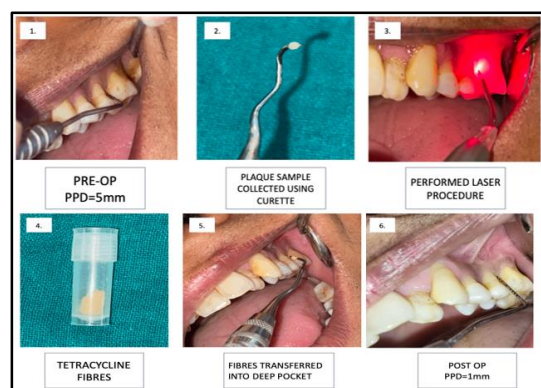 1.
2.
3.
PRE-OP
PPD=5mm
PLAQUE SAMPLE
COLLECTED USING
CURETTE
PERFORMED LASER
PROCEDURE
4.
5.
6.
TETRACYCLINE
FIBRES
FIBRES TRANSFERRED
INTO DEEP POCKET
POST OP
PPD=1mm